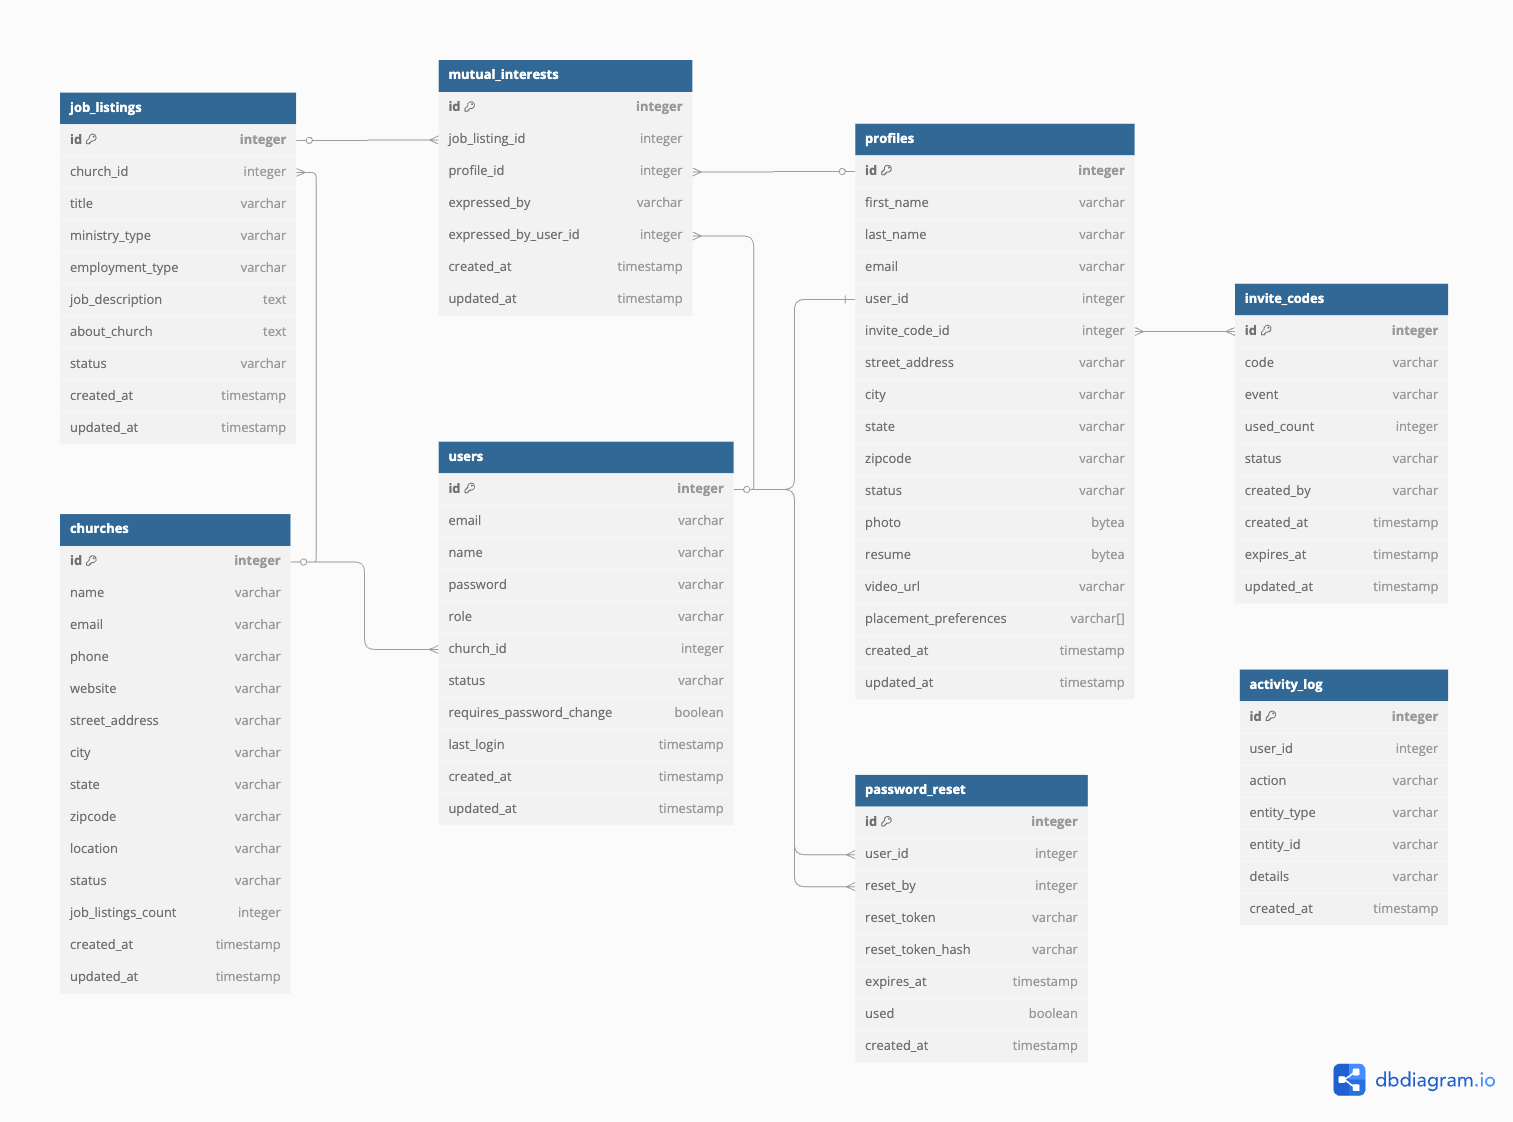 job_listings
id integer
church_id integer
title varchar
ministry_type varchar
employment_type varchar
job_description text
about_church text
status varchar
created_at timestamp
updated_at timestamp
mutual_interests
id integer
job_listing_id integer
profile_id integer
expressed_by varchar
expressed_by_user_id integer
created_at timestamp
updated_at timestamp
profiles
id integer
first_name varchar
last_name varchar
email varchar
user_id integer
invite_code_id integer
street_address varchar
city varchar
state varchar
zipcode varchar
status varchar
photo bytea
resume bytea
video_url varchar
placement_preferences varchar[]
created_at timestamp
updated_at timestamp
invite_codes
id integer
code varchar
event varchar
used_count integer
status varchar
created_by varchar
created_at timestamp
expires_at timestamp
updated_at timestamp
churches
id integer
name varchar
email varchar
phone varchar
website varchar
street_address varchar
city varchar
state varchar
zipcode varchar
location varchar
status varchar
job_listings_count integer
created_at timestamp
updated_at timestamp
users
id integer
email varchar
name varchar
password varchar
role varchar
church_id integer
status varchar
requires_password_change boolean
last_login timestamp
created_at timestamp
updated_at timestamp
password_reset
id integer
user_id integer
reset_by integer
reset_token varchar
reset_token_hash varchar
expires_at timestamp
used boolean
created_at timestamp
activity_log
id integer
user_id integer
action varchar
entity_type varchar
entity_id varchar
details varchar
created_at timestamp
dbdiagram.io